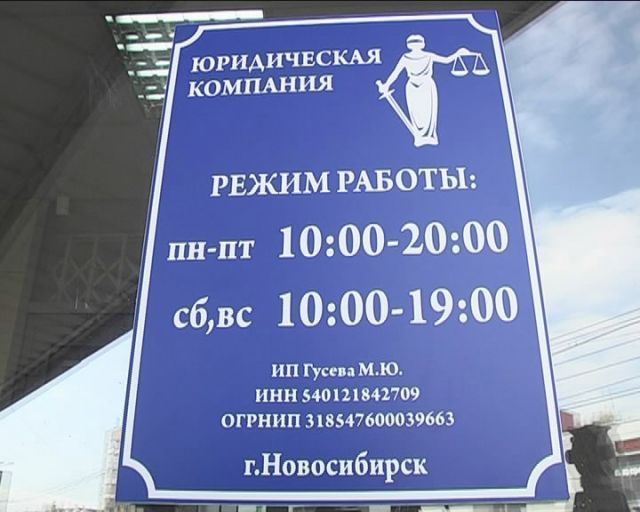 ЮРИДИЧЕСКАЯ
КОМПАНИЯ
РЕЖИМ РАБОТЫ:
пн-пт 10:00-20:00
сб,вс 10:00-19:00
ИП Гусева М.Ю.
ИНН 540121842709
ОГРНИП 318547600039663
г.Новосибирск